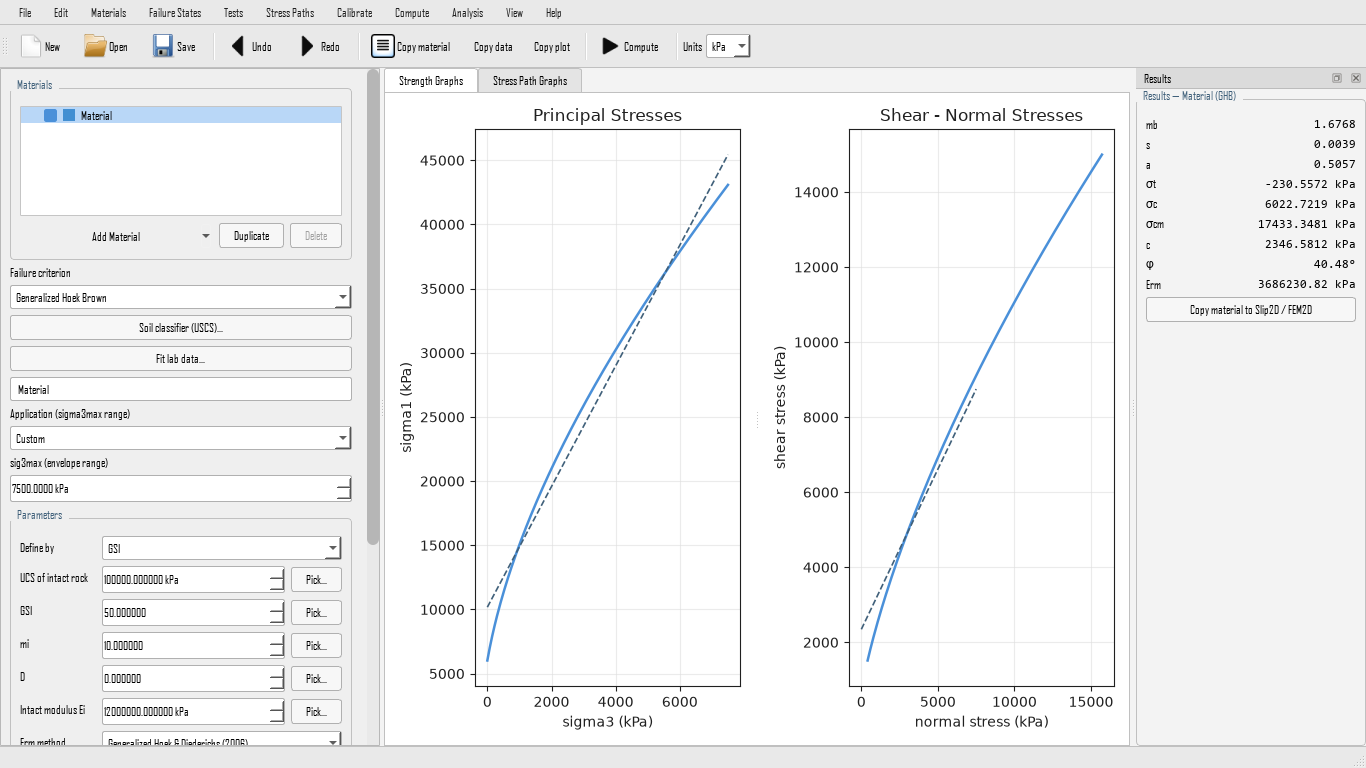 File Edit Materials Failure States Tests Stress Paths Calibrate Compute Analysis View Help
New Open Save Undo Redo Copy material Copy data Copy plot Compute Units kPa
Materials
Material
Add Material Duplicate Delete
Failure criterion
Generalized Hoek Brown
Soil classifier (USCS)...
Fit lab data...
Material
Application (sigma3max range)
Custom
sig3max (envelope range)
7500.0000 kPa
Parameters
Define by GSI
UCS of intact rock 100000.000000 kPa Pick...
GSI 50.000000 Pick...
mi 10.000000 Pick...
D 0.000000 Pick...
Intact modulus Ei 12000000.000000 kPa Pick...
Erm method Generalized Hoek & Diederichs (2006)
Strength Graphs Stress Path Graphs
Principal Stresses
45000
40000
35000
30000
25000
20000
15000
10000
5000
sigma1 (kPa)
0 2000 4000 6000
sigma3 (kPa)
Shear - Normal Stresses
14000
12000
10000
8000
6000
4000
2000
shear stress (kPa)
0 5000 10000 15000
normal stress (kPa)
Results
Results — Material (GHB)
mb 1.6768
s 0.0039
a 0.5057
σt -230.5572 kPa
σc 6022.7219 kPa
σcm 17433.3481 kPa
c 2346.5812 kPa
φ 40.48°
Erm 3686230.82 kPa
Copy material to Slip2D / FEM2D